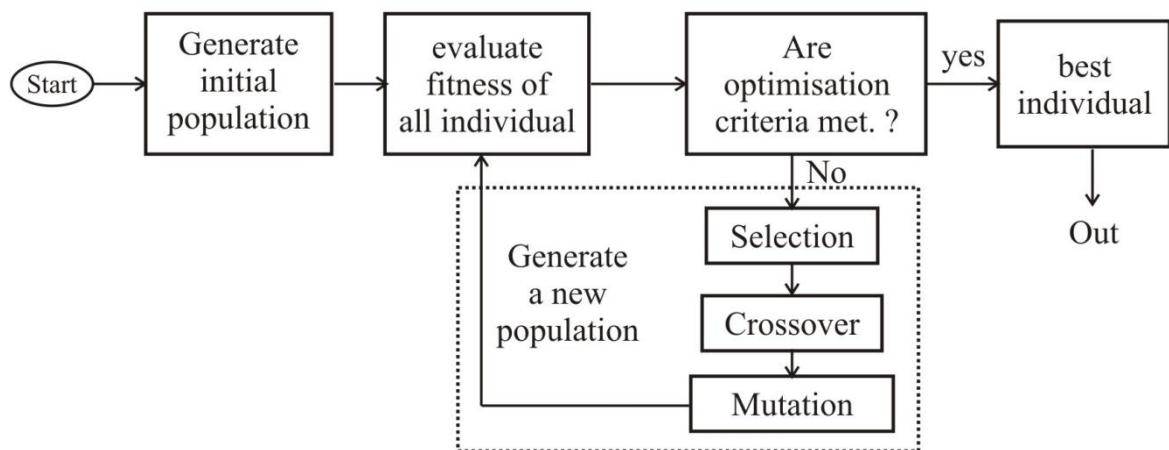 Start
Generate
initial
population
evaluate
fitness of
all individual
Are
optimisation
criteria met. ?
yes
best
individual
Out
No
Selection
Crossover
Mutation
Generate
a new
population